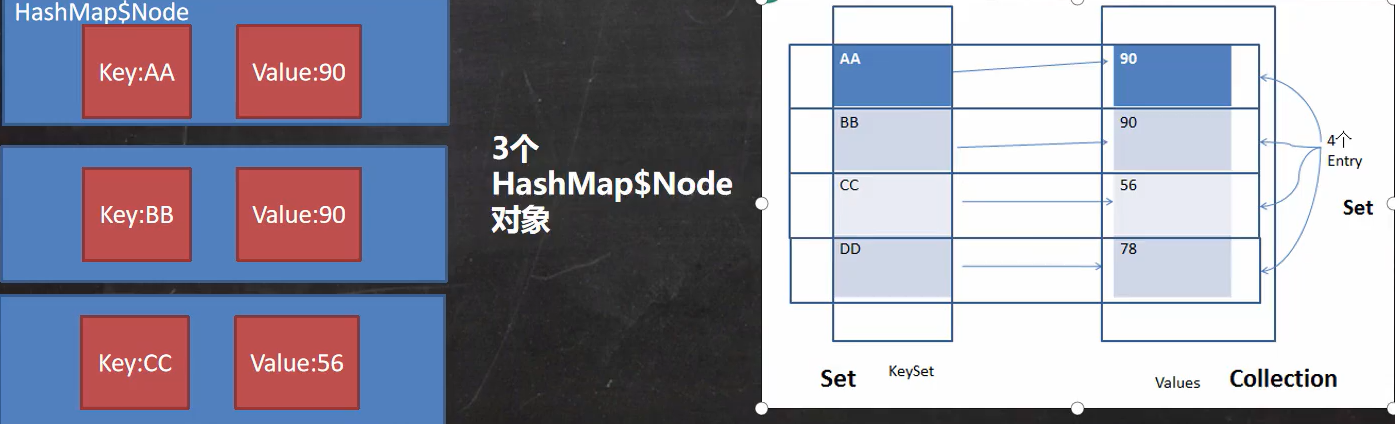 HashMap$Node
Key:AA
Value:90
Key:BB
Value:90
Key:CC
Value:56
3个
HashMap$Node
对象
AA
90
BB
90
CC
56
DD
78
4个
Entry
Set
Set
KeySet
Values
Collection